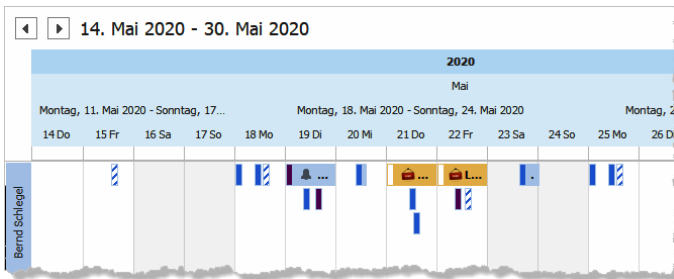 14. Mai 2020 - 30. Mai 2020
2020
Mai
Montag, 11. Mai 2020 - Sonntag, 17... Montag, 18. Mai 2020 - Sonntag, 24. Mai 2020 Montag, 2
14 Do 15 Fr 16 Sa 17 So 18 Mo 19 Di 20 Mi 21 Do 22 Fr 23 Sa 24 So 25 Mo 26 D
Bernd Schlegel
... ... L... .